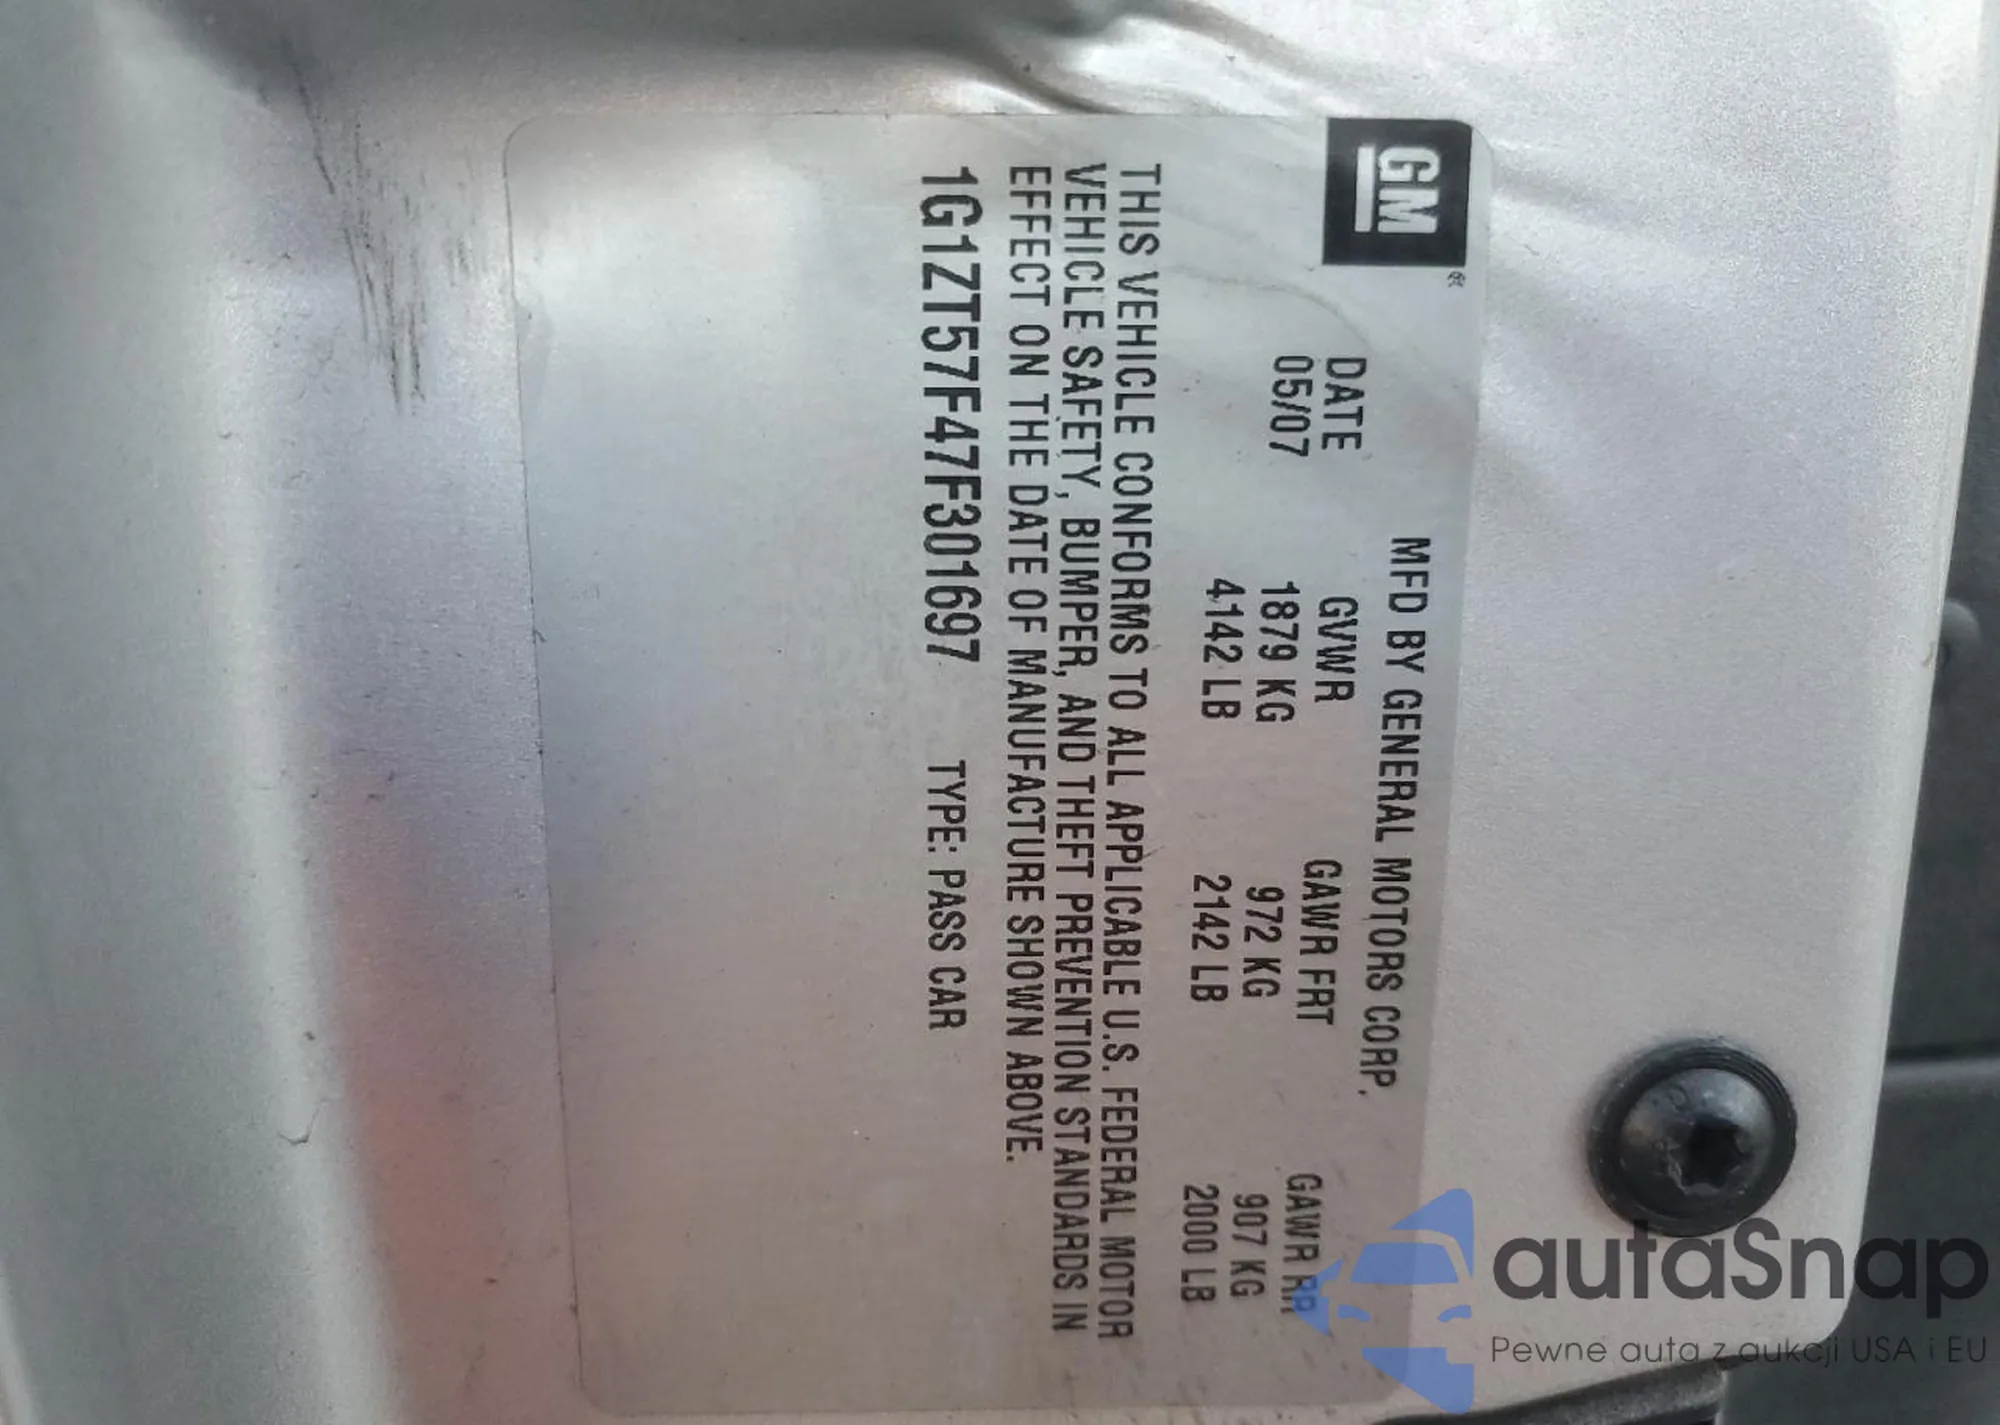 GM
MFD BY GENERAL MOTORS CORP.
DATE GVWR GAWR FRT GAWR RR
05/07 1879 KG 972 KG 907 KG
4142 LB 2142 LB 2000 LB
THIS VEHICLE CONFORMS TO ALL APPLICABLE U.S. FEDERAL MOTOR
VEHICLE SAFETY, BUMPER, AND THEFT PREVENTION STANDARDS IN
EFFECT ON THE DATE OF MANUFACTURE SHOWN ABOVE.
1G1ZT57F47F301697 TYPE: PASS CAR
autaSnap
Pewne auta z aukcji USA i EU